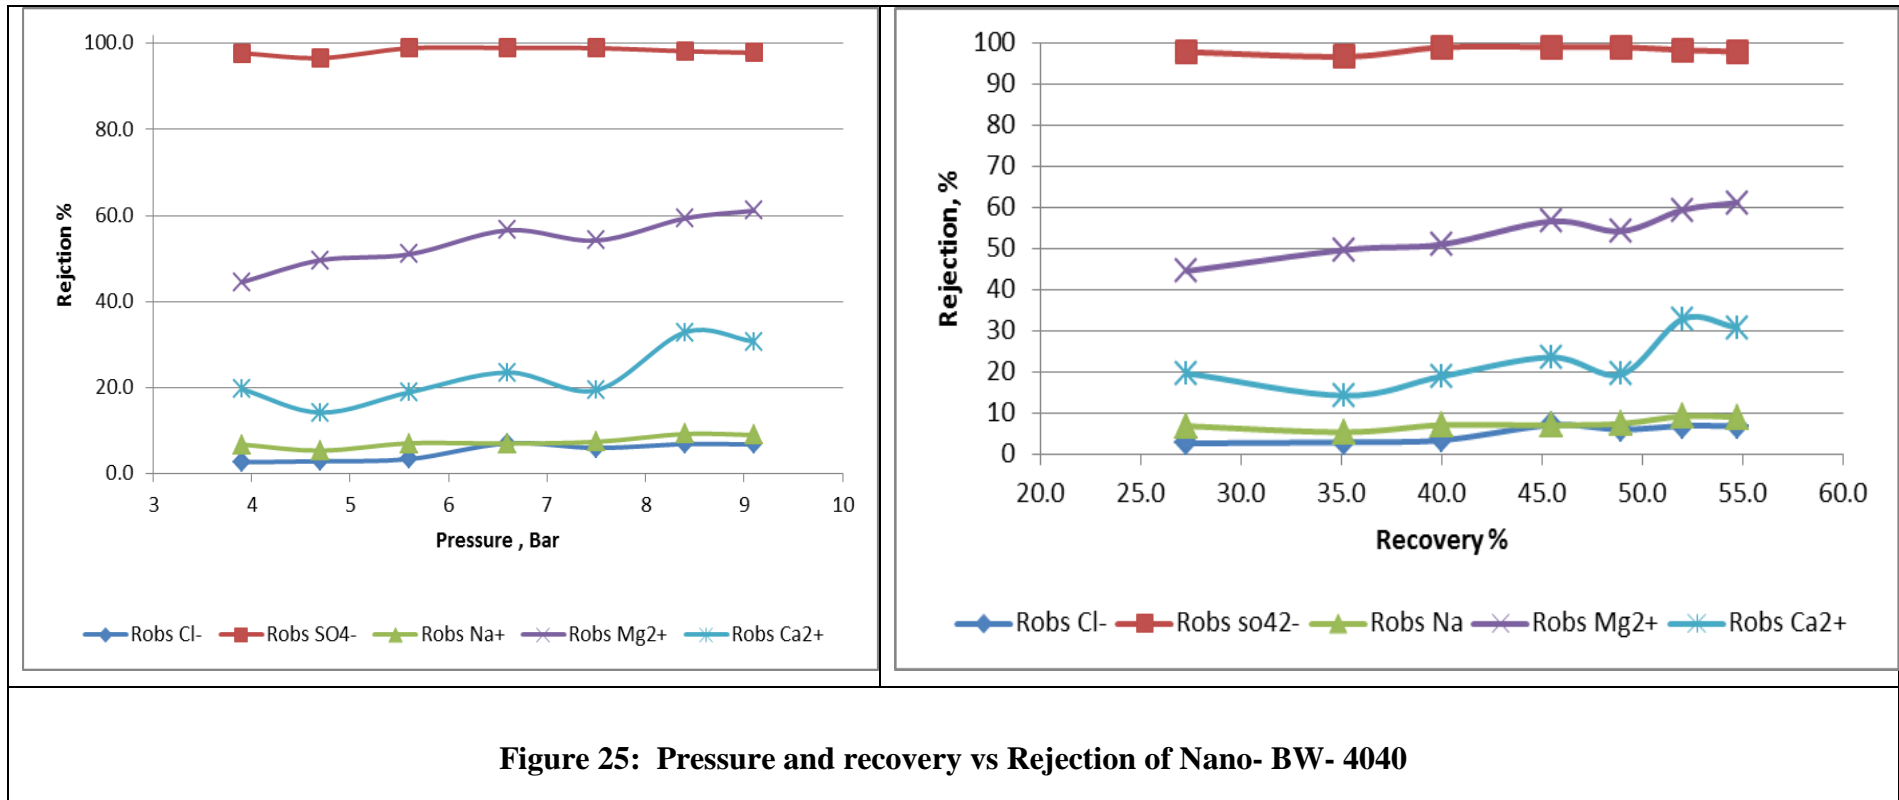 100.0
80.0
60.0
40.0
20.0
0.0
Rejction %
3 4 5 6 7 8 9 10
Pressure , Bar
Robs Cl- Robs SO4- Robs Na+ Robs Mg2+ Robs Ca2+
100
90
80
70
60
50
40
30
20
10
0
Rejection, %
20.0 25.0 30.0 35.0 40.0 45.0 50.0 55.0 60.0
Recovery %
Robs Cl- Robs so42- Robs Na Robs Mg2+ Robs Ca2+
Figure 25: Pressure and recovery vs Rejection of Nano- BW- 4040